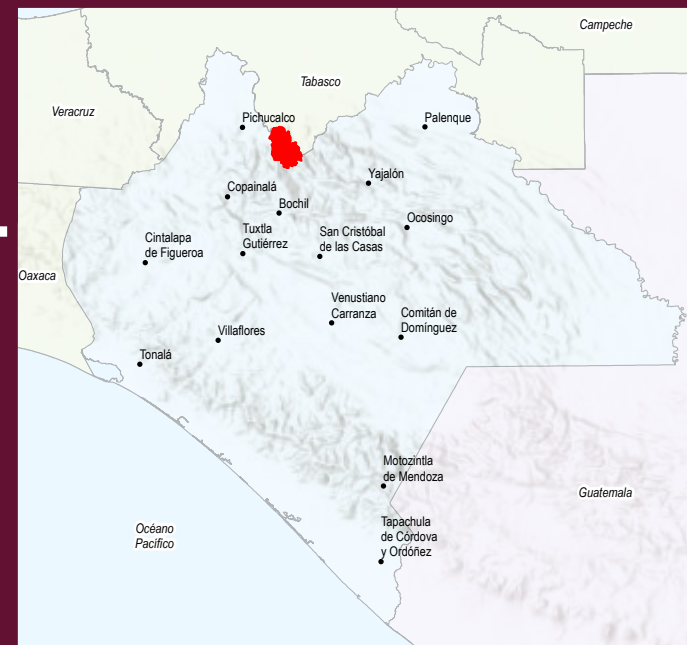 Campeche
Tabasco
Veracruz
Pichucalco
Palenque
Yajalón
Copainalá
Bochil
Ocosingo
Tuxtla
Gutiérrez
San Cristóbal
de las Casas
Cintalapa
de Figueroa
Oaxaca
Venustiano
Carranza
Comitán de
Domínguez
Villaflores
Tonalá
Motozintla
de Mendoza
Guatemala
Océano
Pacífico
Tapachula
de Córdova
y Ordóñez